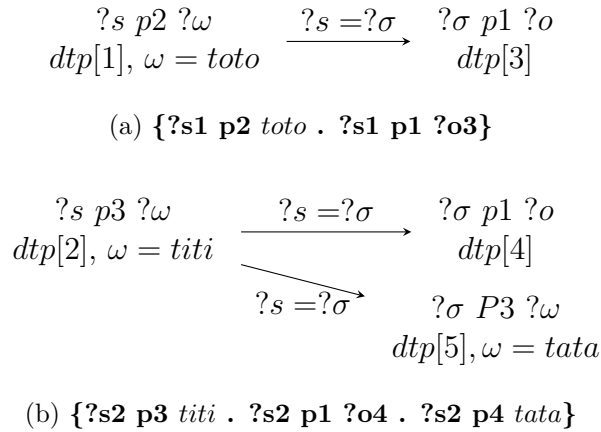 ?s p2 ?ω ?s =?σ ?σ p1 ?o
dtp[1], ω = toto dtp[3]
(a) {?s1 p2 toto . ?s1 p1 ?o3}
?s p3 ?ω ?s =?σ ?σ p1 ?o
dtp[2], ω = titi dtp[4]
?s =?σ ?σ P3 ?ω
dtp[5], ω = tata
(b) {?s2 p3 titi . ?s2 p1 ?o4 . ?s2 p4 tata}